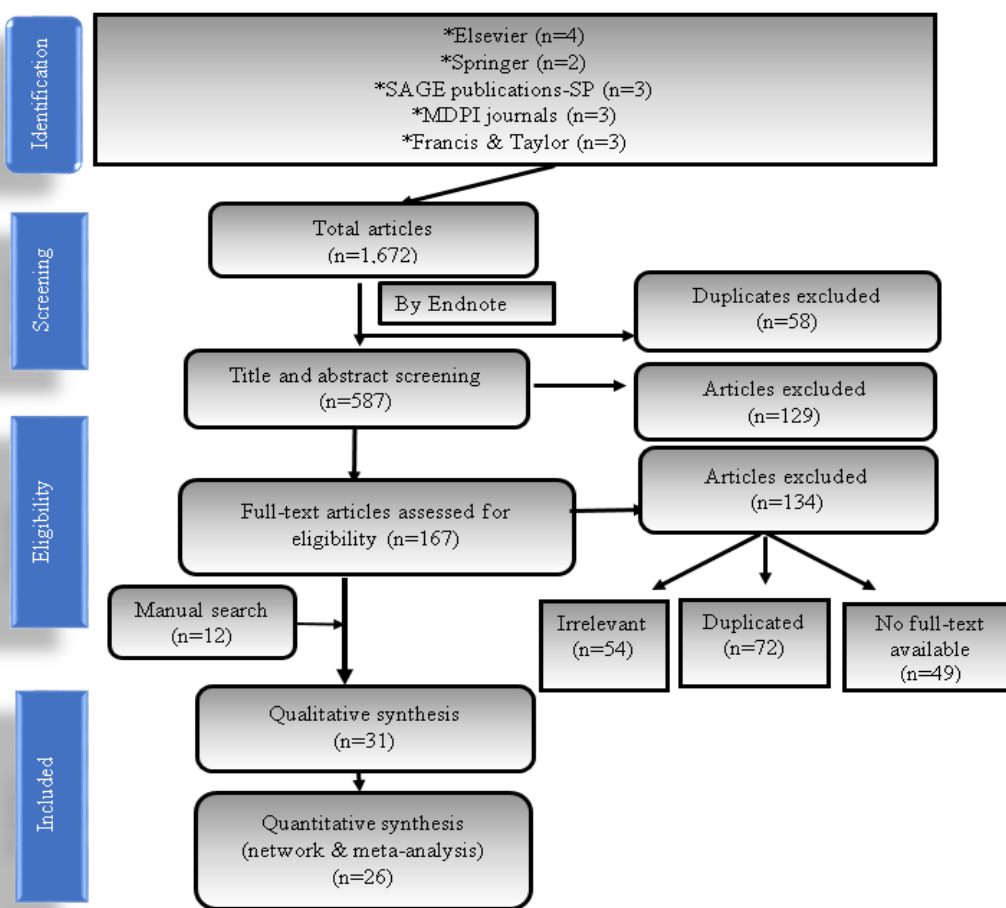 Identification
*Elsevier (n=4)
*Springer (n=2)
*SAGE publications-SP (n=3)
*MDPI journals (n=3)
*Francis & Taylor (n=3)
Screening
Total articles
(n=1,672)
By Endnote
Duplicates excluded
(n=58)
Title and abstract screening
(n=587)
Articles excluded
(n=129)
Eligibility
Full-text articles assessed for
eligibility (n=167)
Articles excluded
(n=134)
Manual search
(n=12)
Irrelevant
(n=54)
Duplicated
(n=72)
No full-text
available
(n=49)
Included
Qualitative synthesis
(n=31)
Quantitative synthesis
(network & meta-analysis)
(n=26)